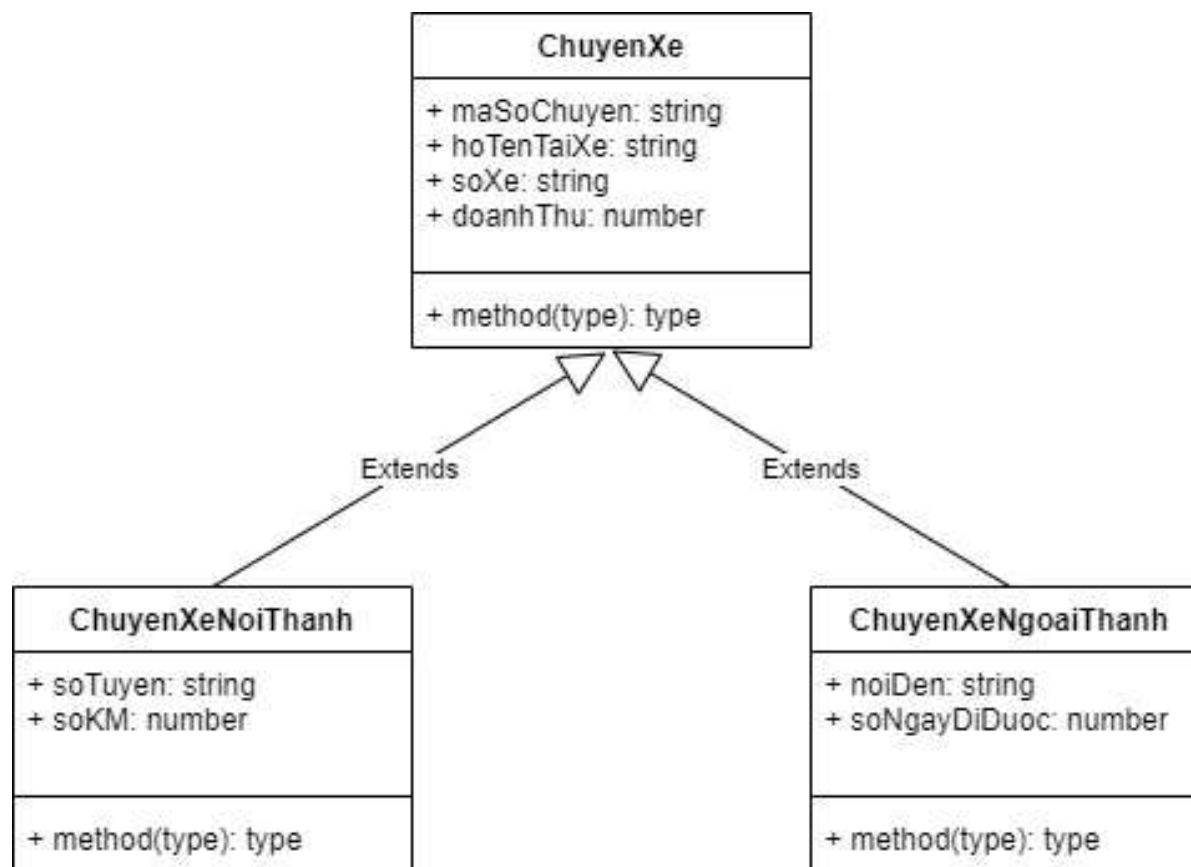 ChuyenXe
+ maSoChuyen: string
+ hoTenTaiXe: string
+ soXe: string
+ doanhThu: number
+ method(type): type
Extends
Extends
ChuyenXeNoiThanh
+ soTuyen: string
+ soKM: number
+ method(type): type
ChuyenXeNgoaiThanh
+ noiDen: string
+ soNgayDiDuoc: number
+ method(type): type